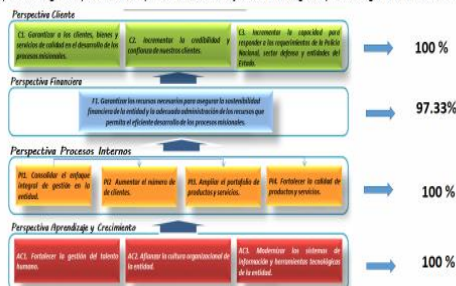 Perspectiva Cliente
C1. Garantizar a los clientes, bienes y
servicios de calidad en el desarrollo de los
procesos misionales.
C2. Incrementar la credibilidad y
confianza de nuestros clientes.
C3. Incrementar la capacidad para
responder a los requerimientos de la Policía
Nacional, sector defensa y entidades del
Estado.
100 %
Perspectiva Financiera
F1. Garantizar los recursos necesarios para asegurar la sostenibilidad
financiera de la entidad y la adecuada administración de los recursos que
permita el eficiente desarrollo de los procesos misionales.
97.33%
Perspectiva Procesos Internos
PI1. Consolidar el enfoque
integral de gestión en la
entidad.
PI2 Aumentar el número de
de clientes.
PI3. Ampliar el portafolio de
productos y servicios.
PI4. Fortalecer la calidad de
productos y servicios.
100 %
Perspectiva Aprendizaje y Crecimiento
AC1. Fortalecer la gestión del talento
humano.
AC2. Afianzar la cultura organizacional de
la entidad.
AC3. Modernizar los sistemas de
información y herramientas tecnológicas
de la entidad.
100 %